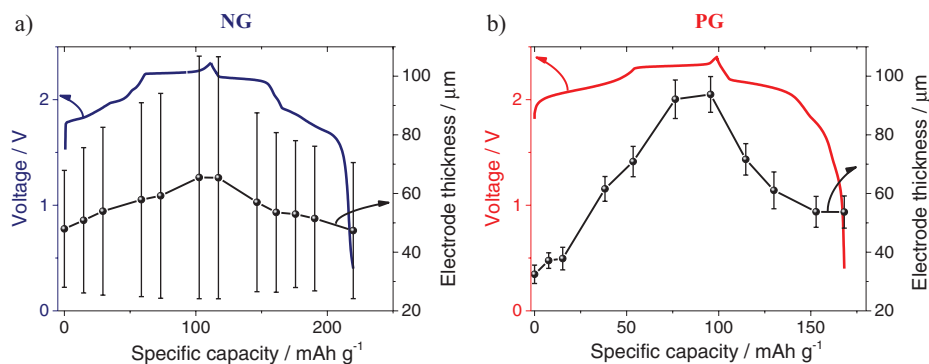 a) NG
Voltage / V
2
1
0
0 100 200
Specific capacity / mAh g⁻¹
100
80
60
40
20
Electrode thickness / µm
b) PG
Voltage / V
2
1
0
0 50 100 150
Specific capacity / mAh g⁻¹
100
80
60
40
20
Electrode thickness / µm